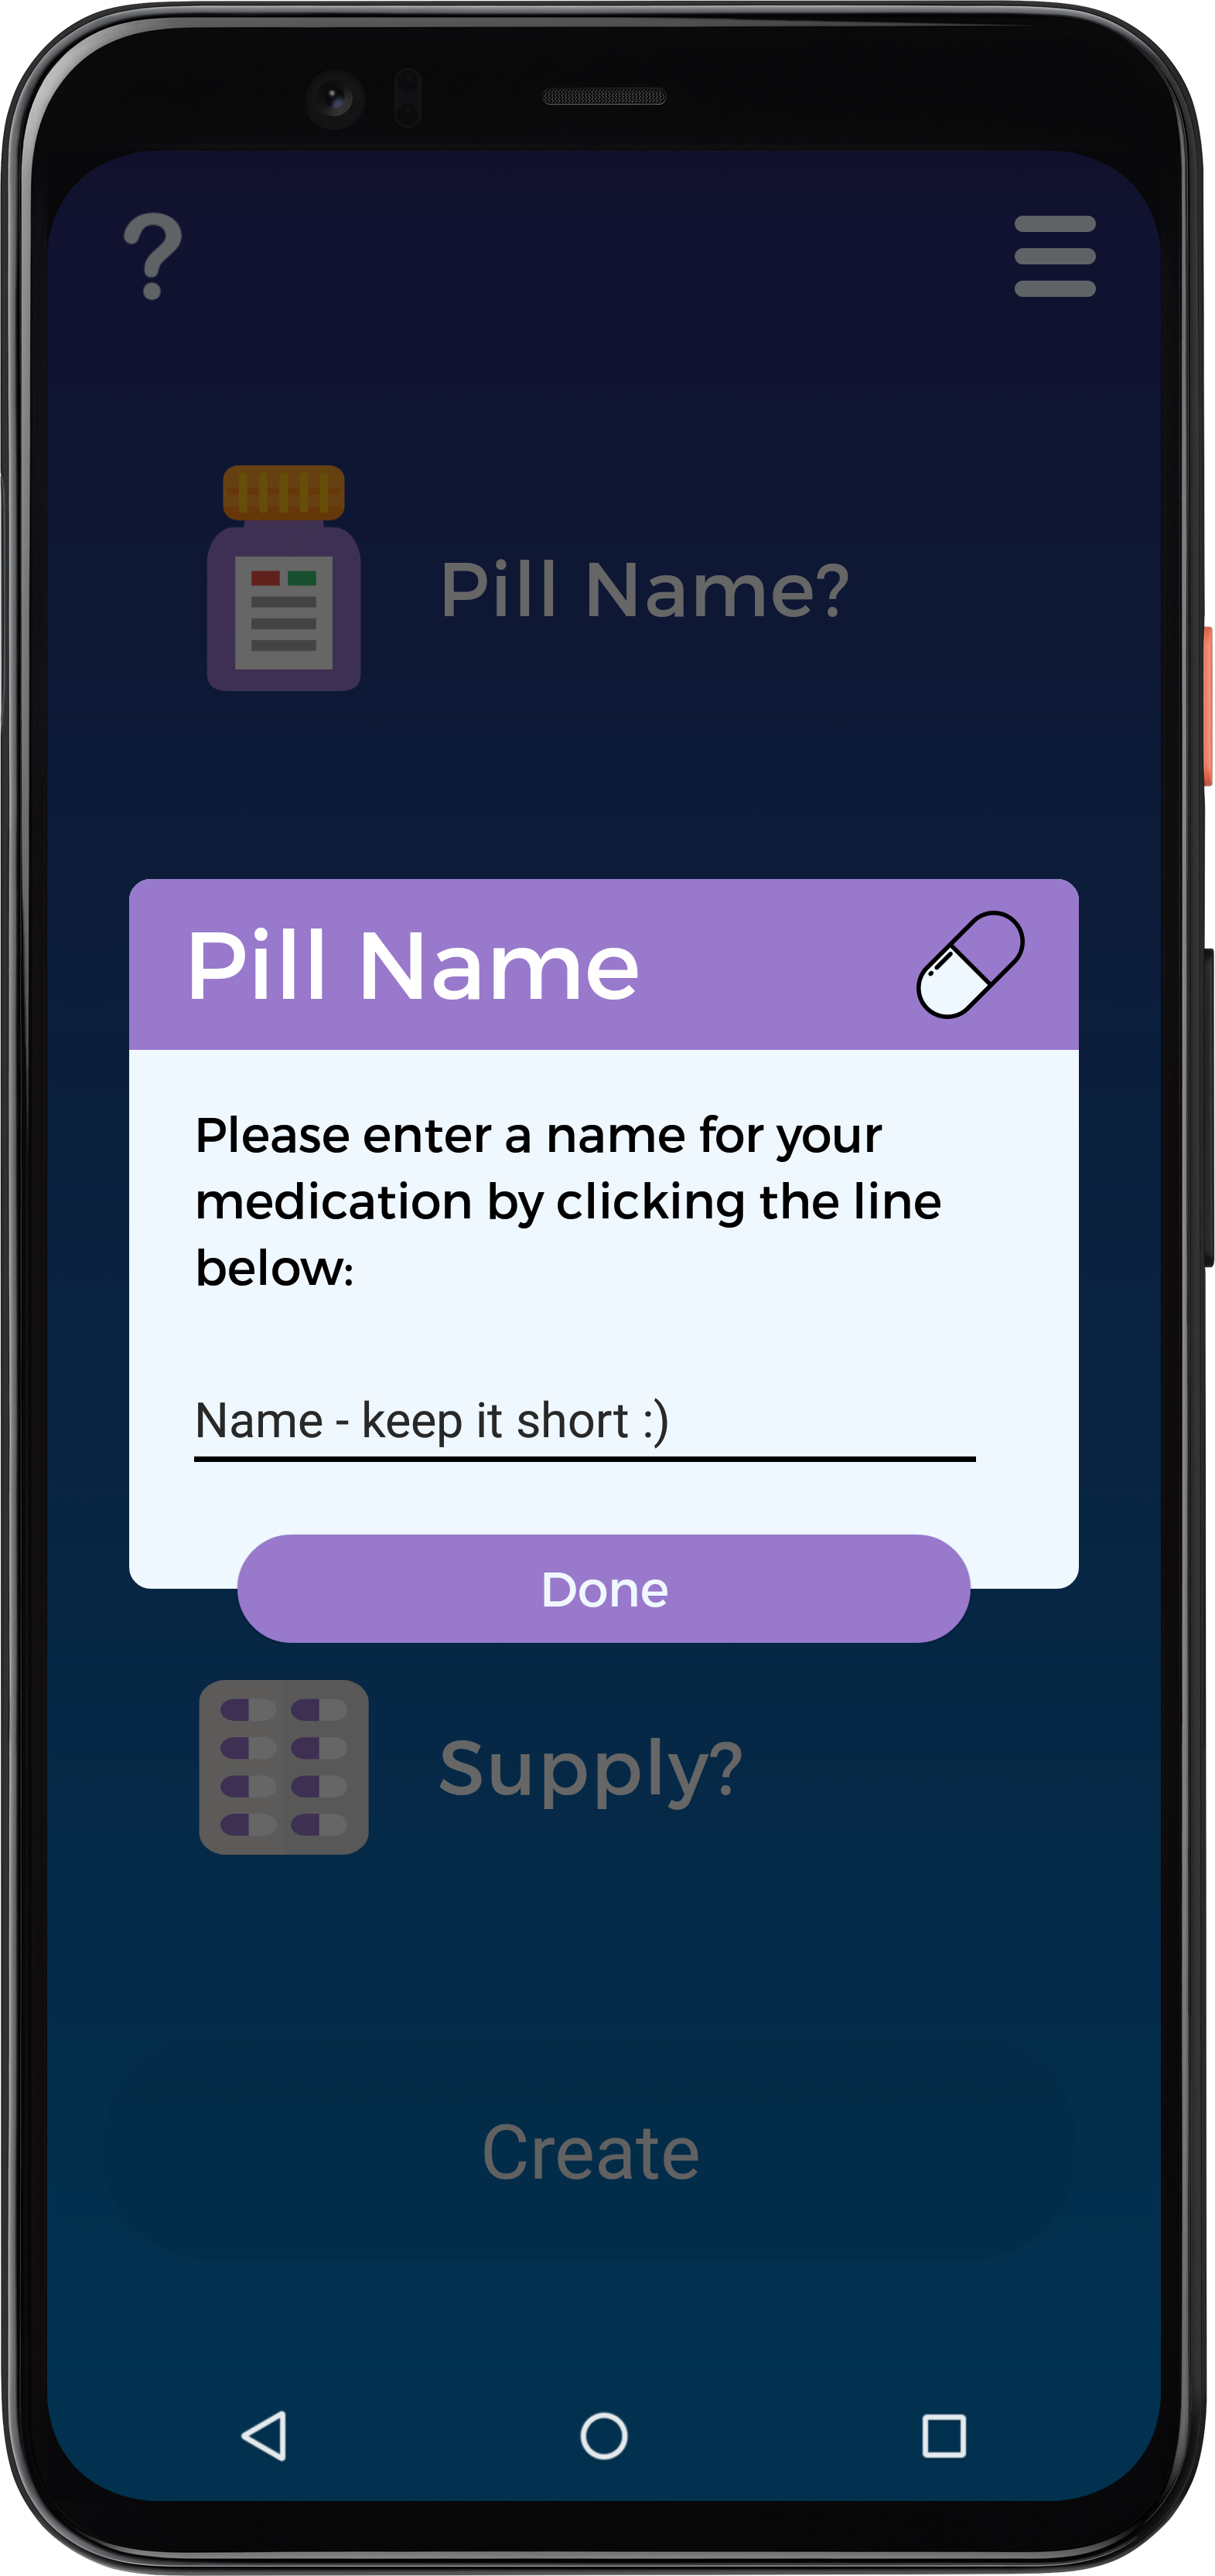 ?
Pill Name?
Pill Name
Please enter a name for your
medication by clicking the line
below:
Name - keep it short :)
Done
Supply?
Create